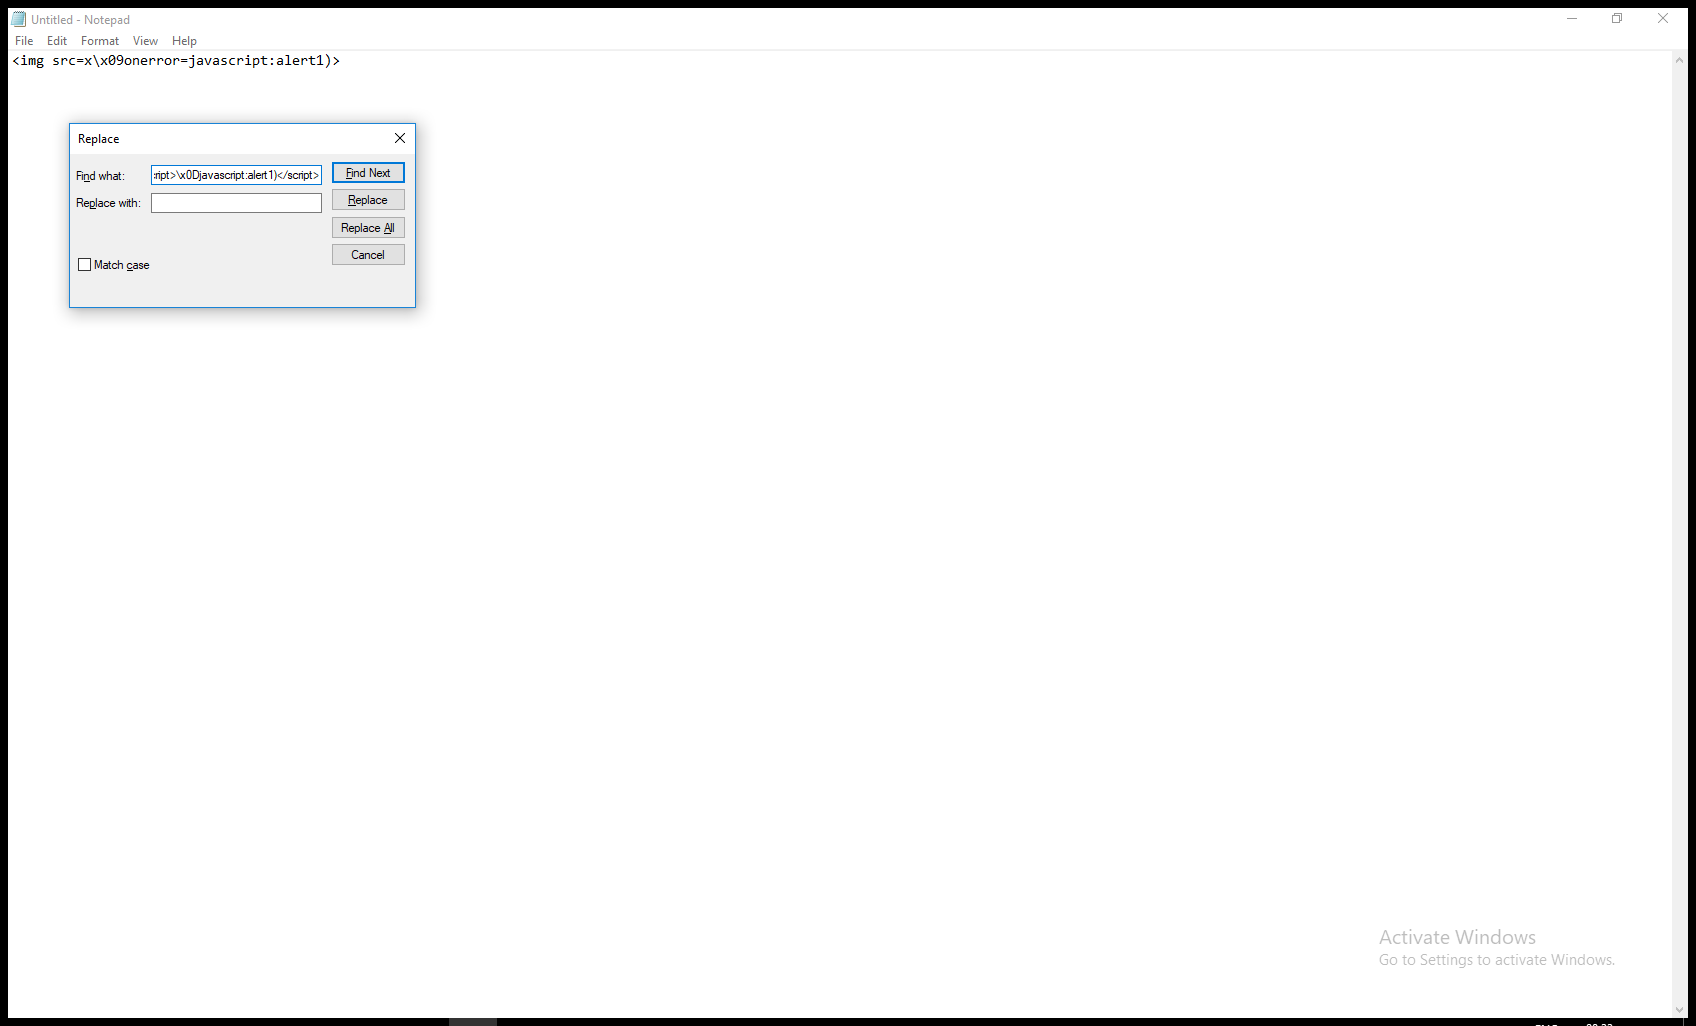 Untitled - Notepad
File Edit Format View Help
<img src=x\x09onerror=javascript:alert1)>
Replace
Find what: ript>\x0Djavascript:alert1)</script> Find Next
Replace with: Replace
Replace All
Cancel
Match case
Activate Windows
Go to Settings to activate Windows.